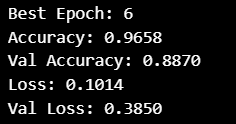 Best Epoch: 6
Accuracy: 0.9658
Val Accuracy: 0.8870
Loss: 0.1014
Val Loss: 0.3850